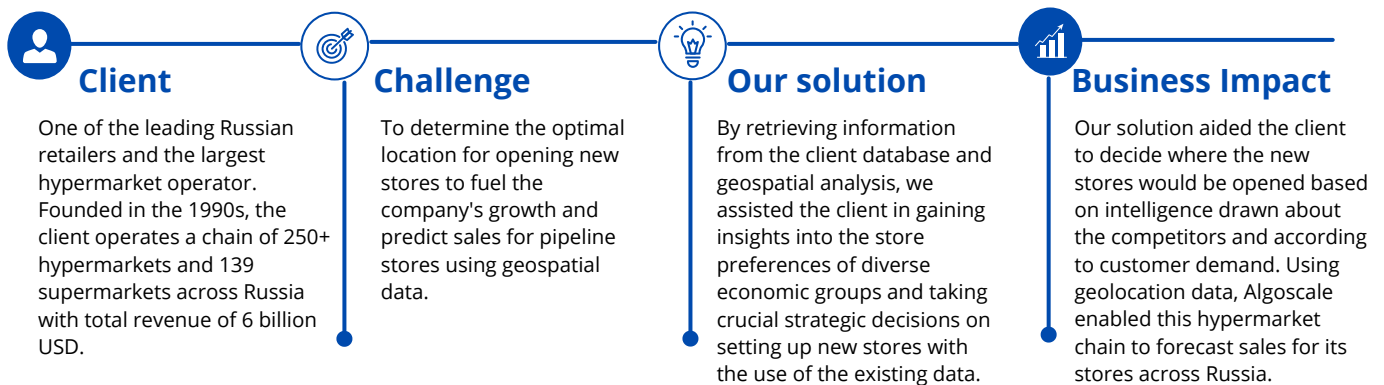 Client
One of the leading Russian
retailers and the largest
hypermarket operator.
Founded in the 1990s, the
client operates a chain of 250+
hypermarkets and 139
supermarkets across Russia
with total revenue of 6 billion
USD.
Challenge
To determine the optimal
location for opening new
stores to fuel the
company's growth and
predict sales for pipeline
stores using geospatial
data.
Our solution
By retrieving information
from the client database and
geospatial analysis, we
assisted the client in gaining
insights into the store
preferences of diverse
economic groups and taking
crucial strategic decisions on
setting up new stores with
the use of the existing data.
Business Impact
Our solution aided the client
to decide where the new
stores would be opened based
on intelligence drawn about
the competitors and according
to customer demand. Using
geolocation data, Algoscale
enabled this hypermarket
chain to forecast sales for its
stores across Russia.